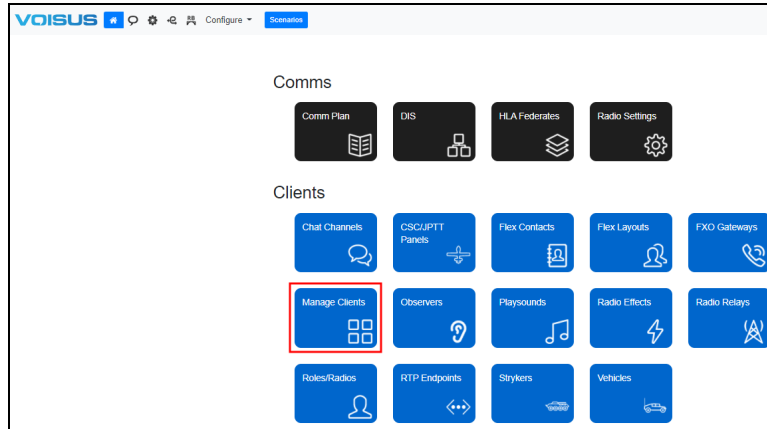 VOISUS Configure Scenarios
Comms
Comm Plan DIS HLA Federates Radio Settings
Clients
Chat Channels CSC/JPTT Flex Contacts Flex Layouts FXO Gateways
Panels
Manage Clients Observers Playsounds Radio Effects Radio Relays
Roles/Radios RTP Endpoints Strykers Vehicles